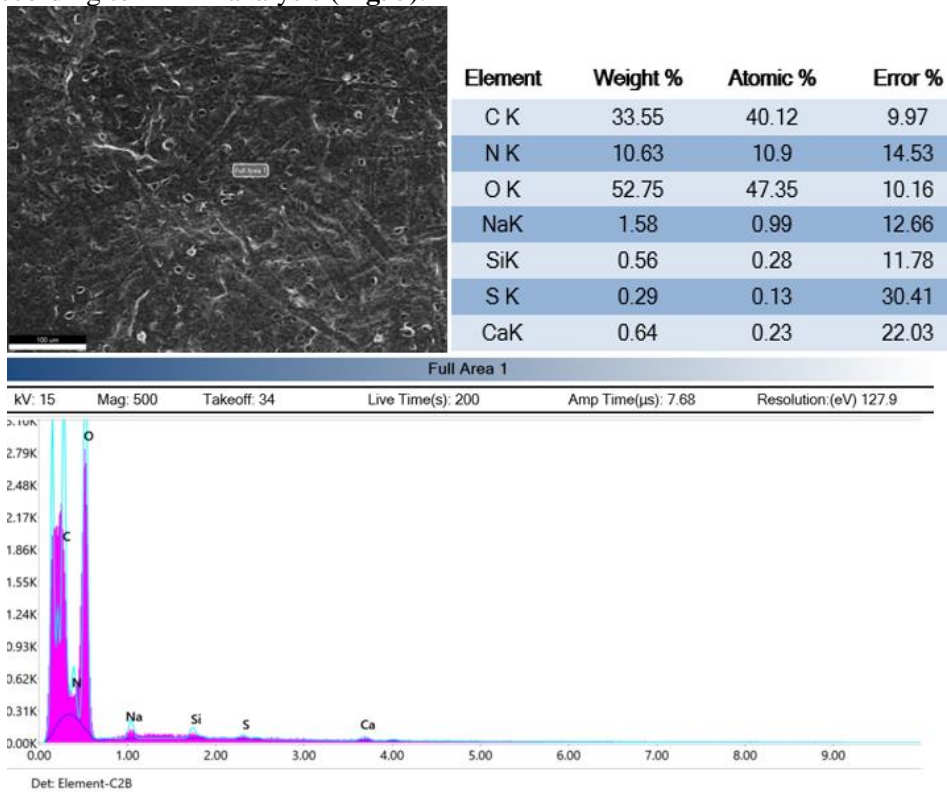 Full Area 1
100 um
Element Weight % Atomic % Error %
C K 33.55 40.12 9.97
N K 10.63 10.9 14.53
O K 52.75 47.35 10.16
NaK 1.58 0.99 12.66
SiK 0.56 0.28 11.78
S K 0.29 0.13 30.41
CaK 0.64 0.23 22.03
Full Area 1
kV: 15 Mag: 500 Takeoff: 34 Live Time(s): 200 Amp Time(μs): 7.68 Resolution:(eV) 127.9
2.79K
2.48K
2.17K
1.86K
1.55K
1.24K
0.93K
0.62K
0.31K
0.00K
O
C
N
Na Si S Ca
0.00 1.00 2.00 3.00 4.00 5.00 6.00 7.00 8.00 9.00
Det: Element-C2B